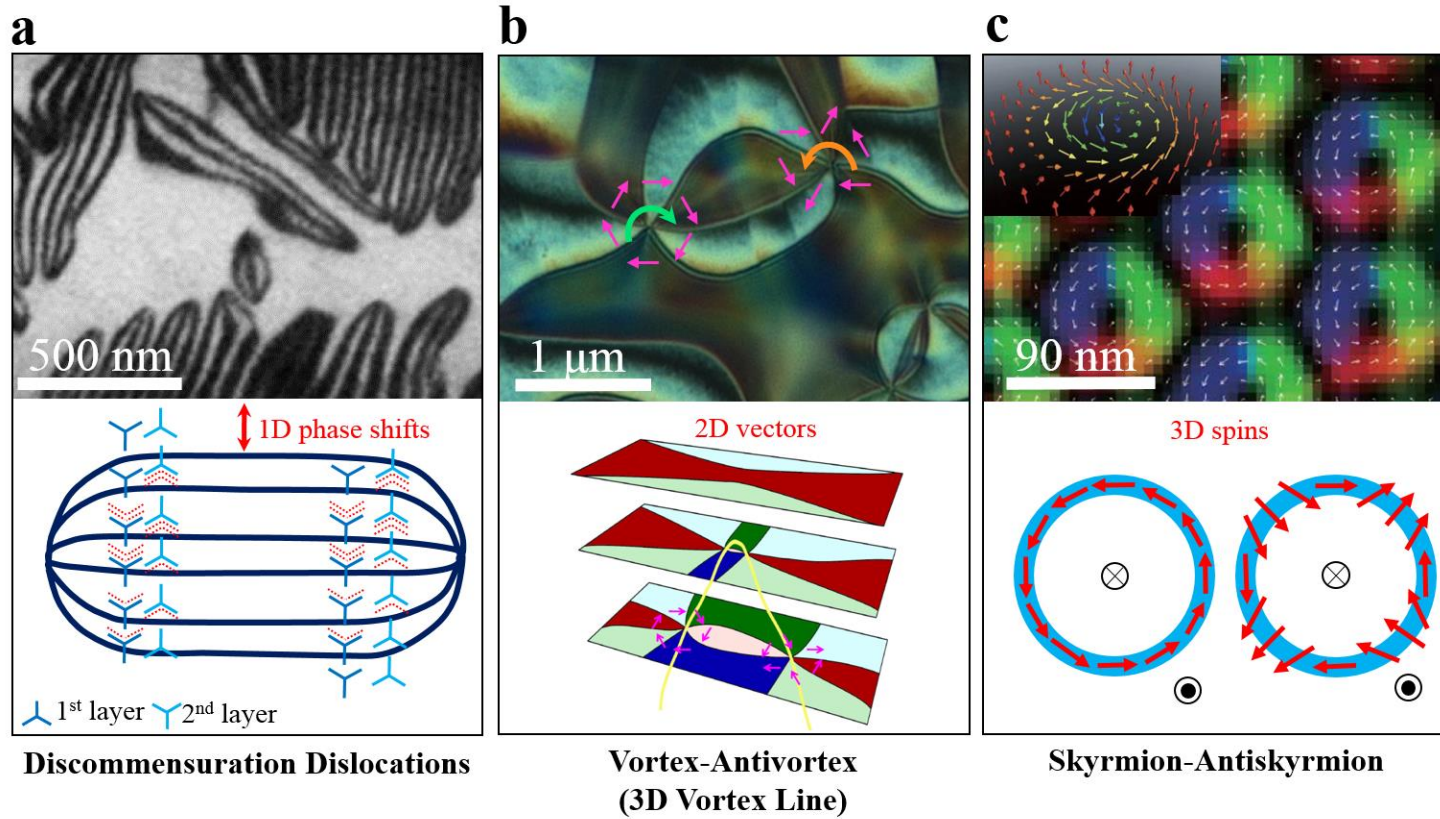 a
500 nm
1D phase shifts
1st layer 2nd layer
Discommensuration Dislocations
b
1 μm
2D vectors
Vortex-Antivortex
(3D Vortex Line)
c
90 nm
3D spins
Skyrmion-Antiskyrmion